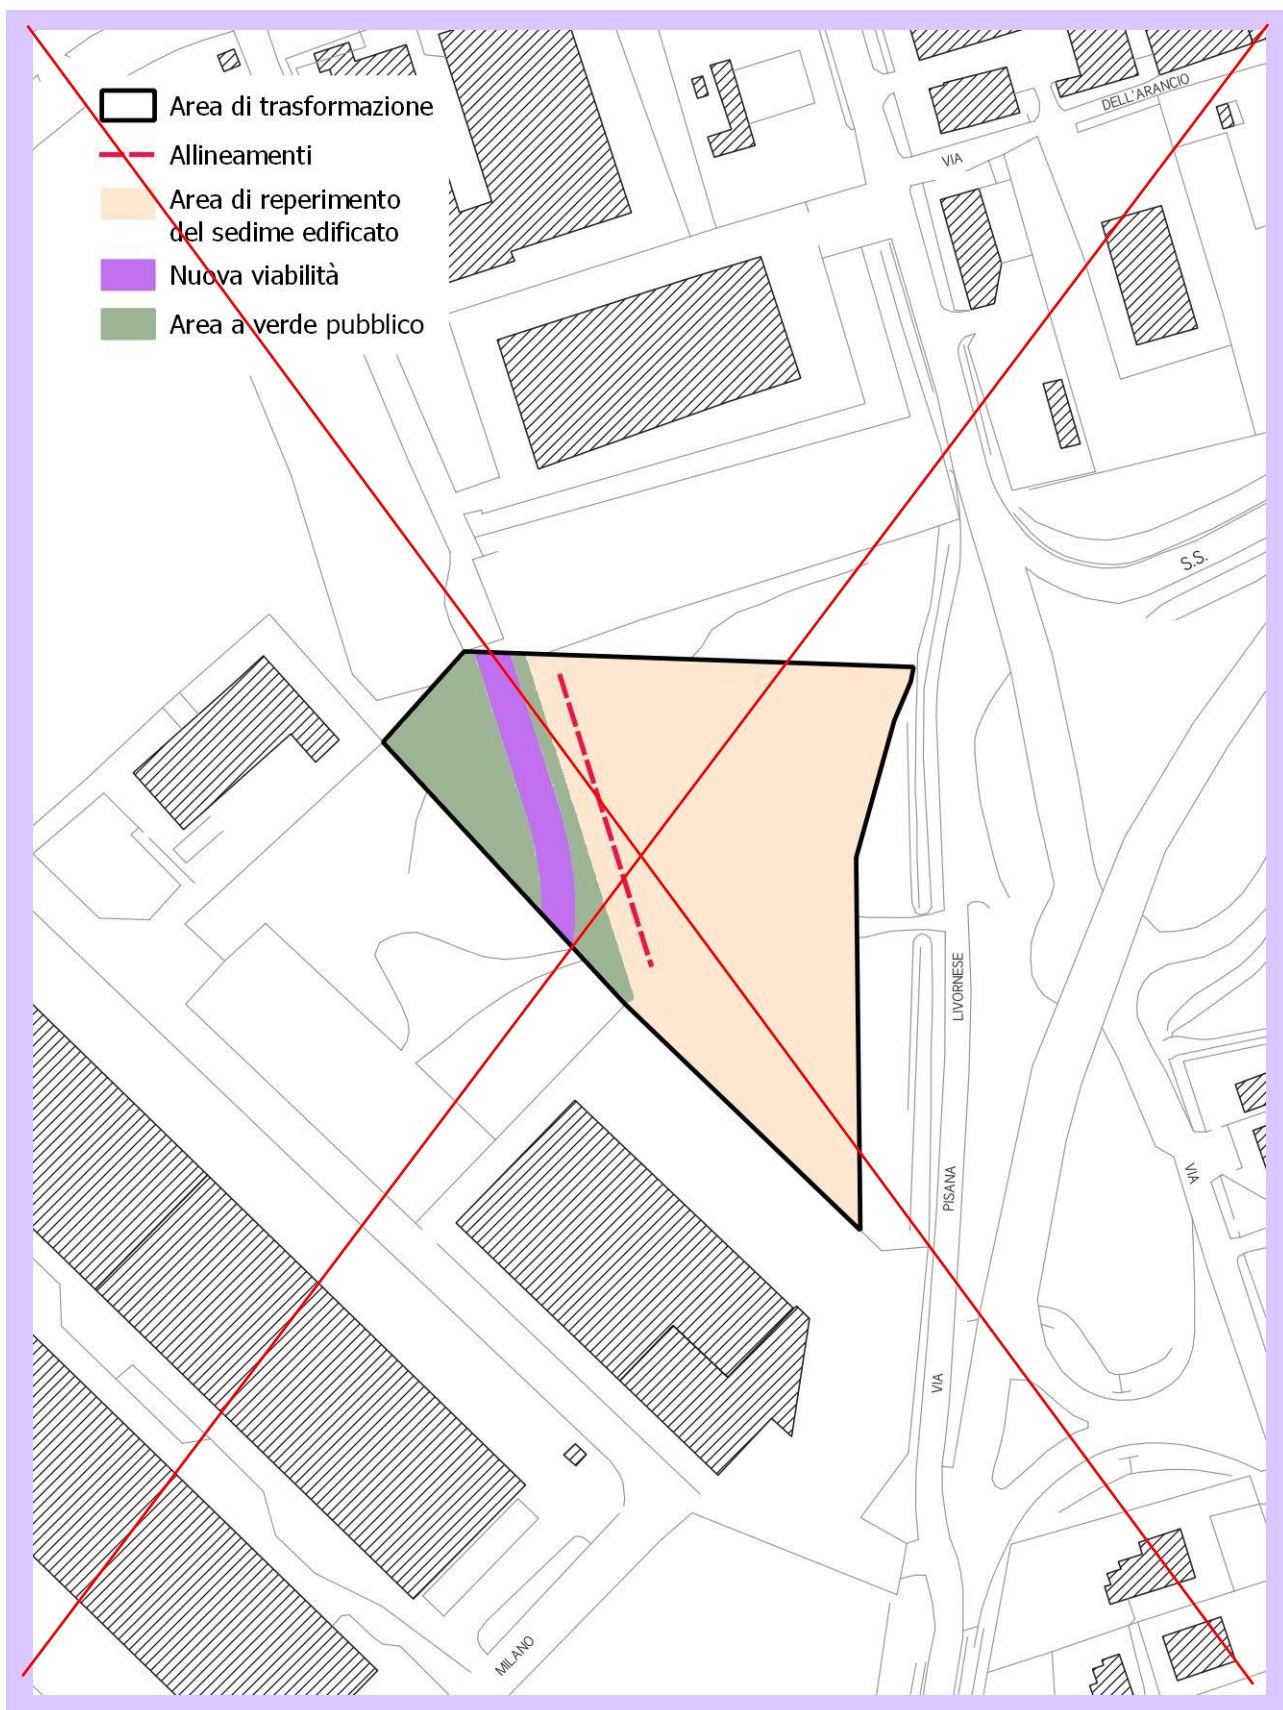 Area di trasformazione
Allineamenti
Area di reperimento
del sedime edificato
Nuova viabilità
Area a verde pubblico
DELL'ARANCIO
VIA
S.S.
LIVORNESE
PISANA
VIA
VIA
MILANO